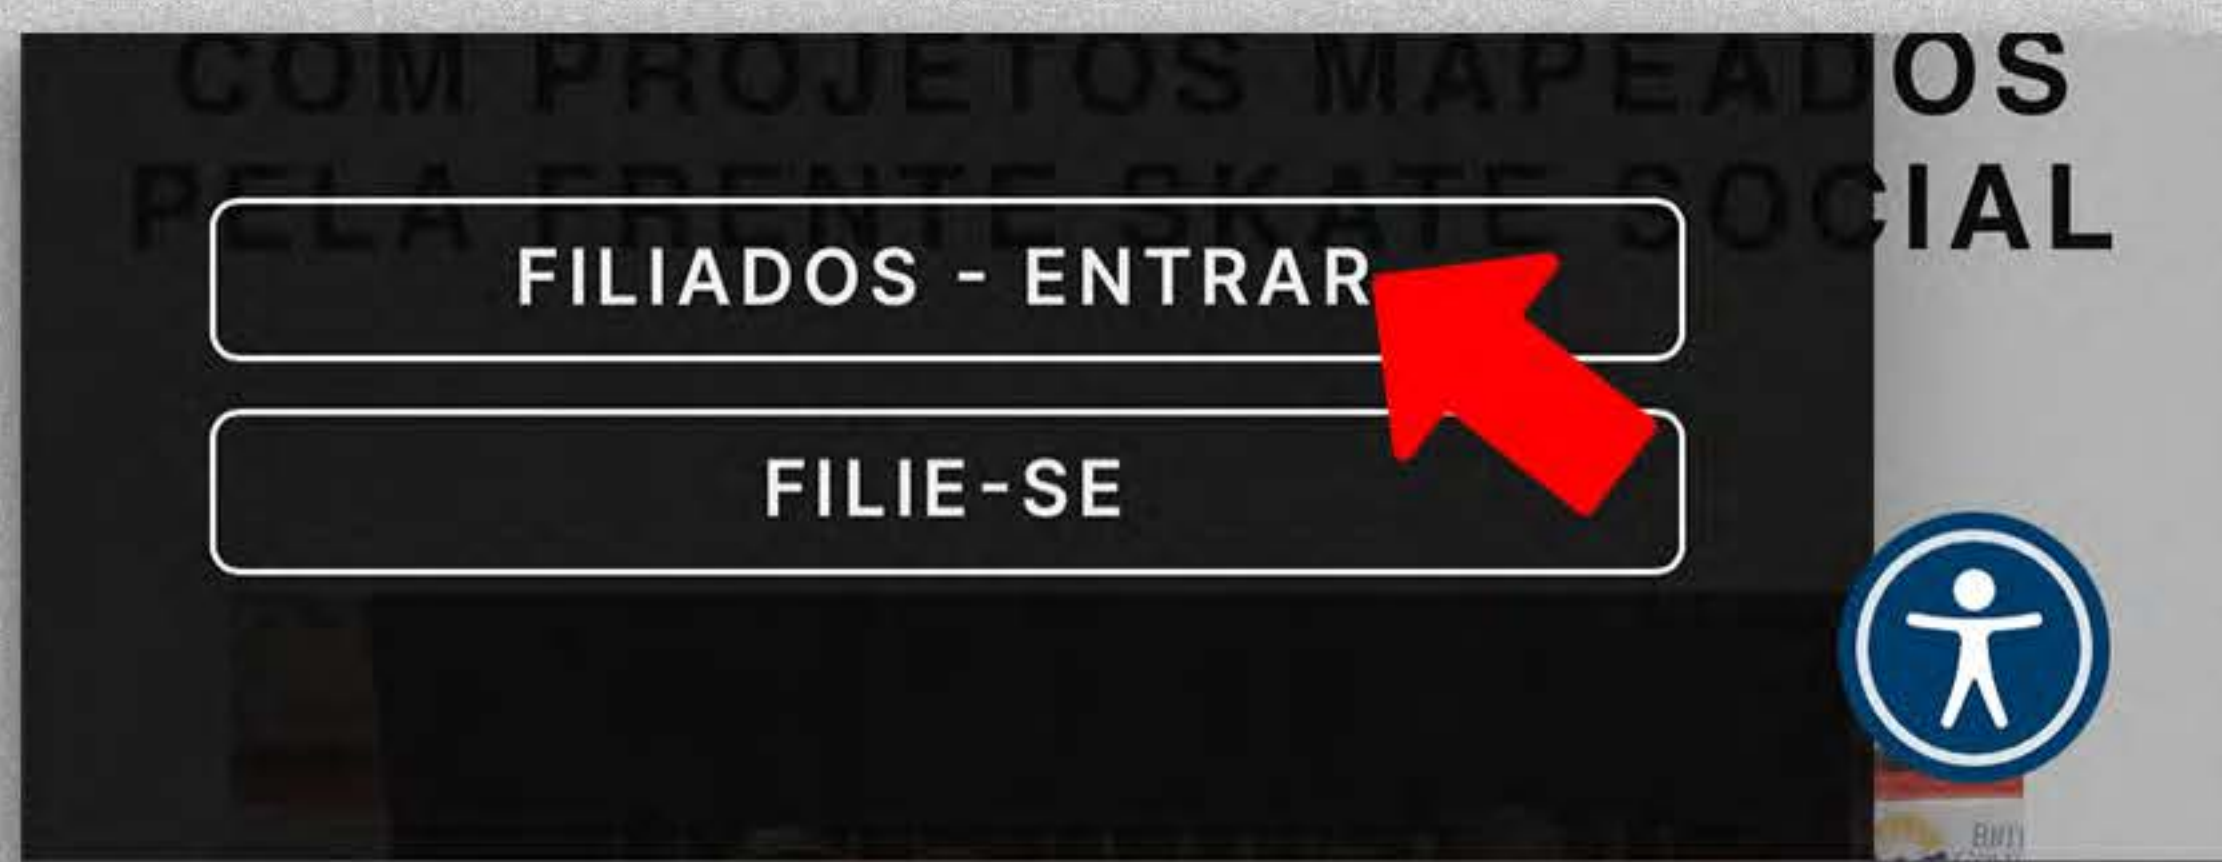 COM PROJETOS MAPEADOS
PELA FRENTE SKATE SOCIAL
FILIADOS - ENTRAR
FILIE-SE